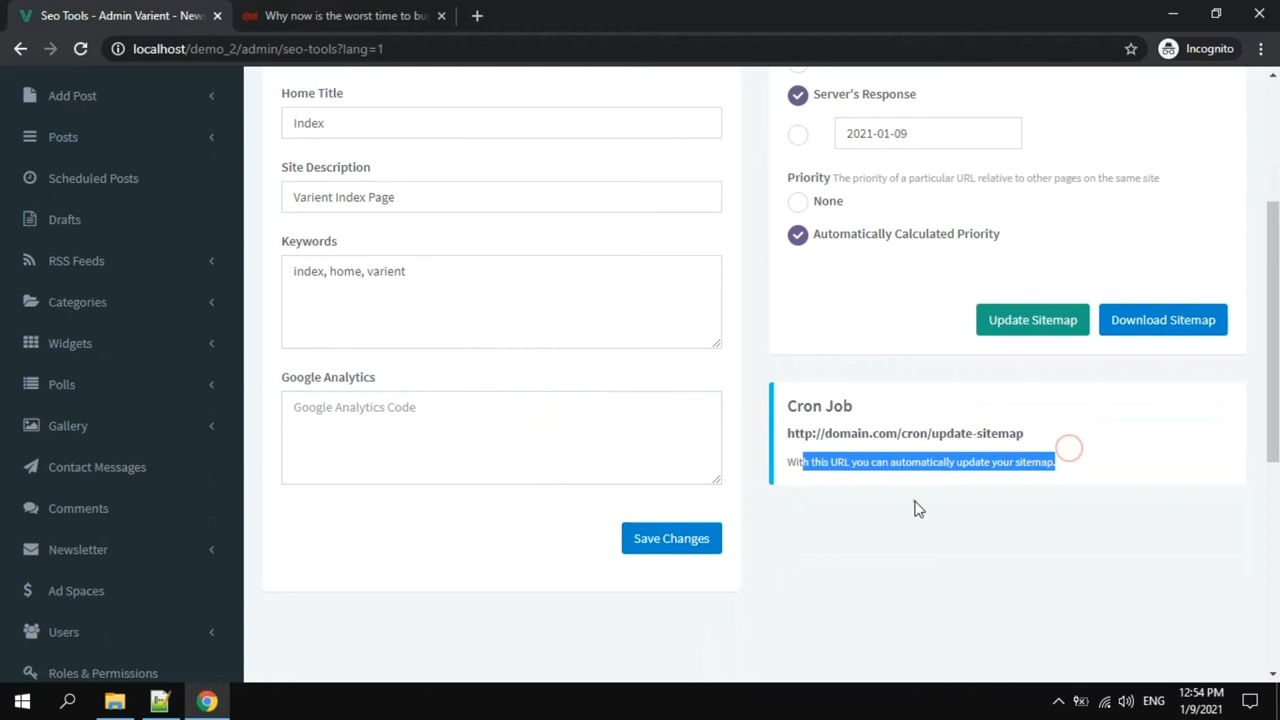 Seo Tools - Admin Varient - New
Why now is the worst time to bu
localhost/demo_2/admin/seo-tools?lang=1
Incognito
Add Post
Posts
Scheduled Posts
Drafts
RSS Feeds
Categories
Widgets
Polls
Gallery
Contact Messages
Comments
Newsletter
Ad Spaces
Users
Roles & Permissions
Home Title
Index
Site Description
Varient Index Page
Keywords
index, home, varient
Google Analytics
Google Analytics Code
Save Changes
Server's Response
2021-01-09
Priority The priority of a particular URL relative to other pages on the same site
None
Automatically Calculated Priority
Update Sitemap
Download Sitemap
Cron Job
http://domain.com/cron/update-sitemap
With this URL you can automatically update your sitemap.
ENG
12:54 PM
1/9/2021